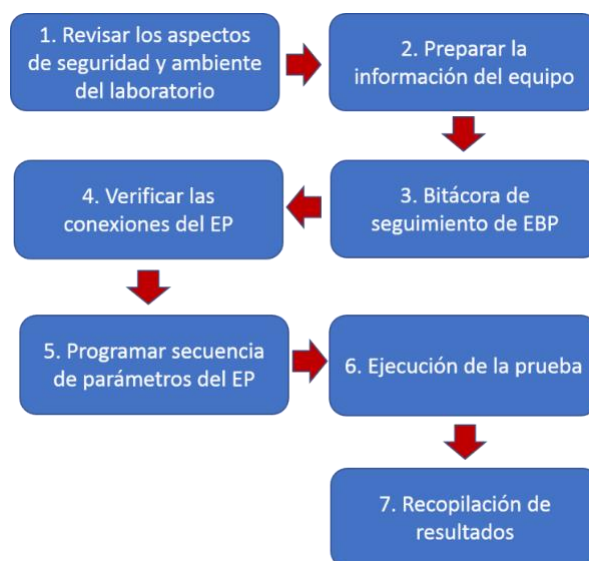 1. Revisar los aspectos
de seguridad y ambiente
del laboratorio
2. Preparar la
información del equipo
3. Bitácora de
seguimiento de EBP
4. Verificar las
conexiones del EP
5. Programar secuencia
de parámetros del EP
6. Ejecución de la prueba
7. Recopilación de
resultados